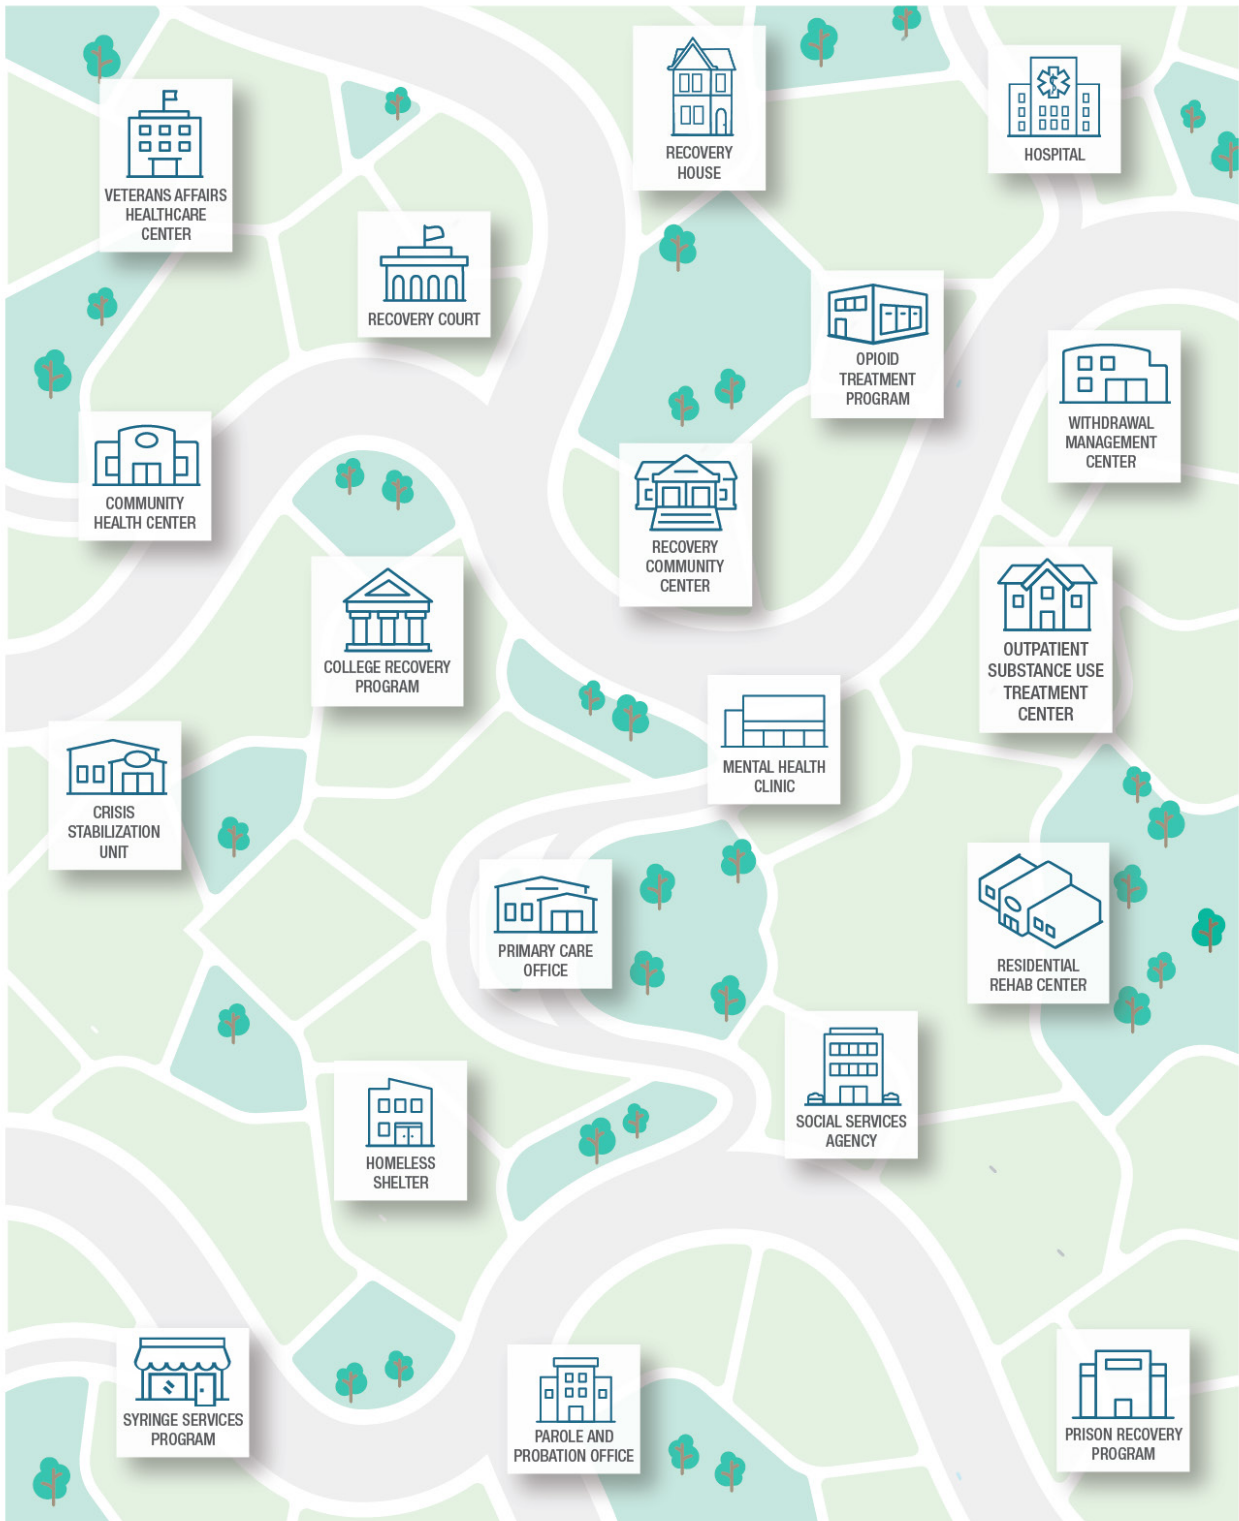 RECOVERY
HOUSE
HOSPITAL
VETERANS AFFAIRS
HEALTHCARE
CENTER
RECOVERY COURT
OPIOID
TREATMENT
PROGRAM
WITHDRAWAL
MANAGEMENT
CENTER
COMMUNITY
HEALTH CENTER
RECOVERY
COMMUNITY
CENTER
COLLEGE RECOVERY
PROGRAM
OUTPATIENT
SUBSTANCE USE
TREATMENT
CENTER
MENTAL HEALTH
CLINIC
CRISIS
STABILIZATION
UNIT
PRIMARY CARE
OFFICE
RESIDENTIAL
REHAB CENTER
SOCIAL SERVICES
AGENCY
HOMELESS
SHELTER
SYRINGE SERVICES
PROGRAM
PAROLE AND
PROBATION OFFICE
PRISON RECOVERY
PROGRAM